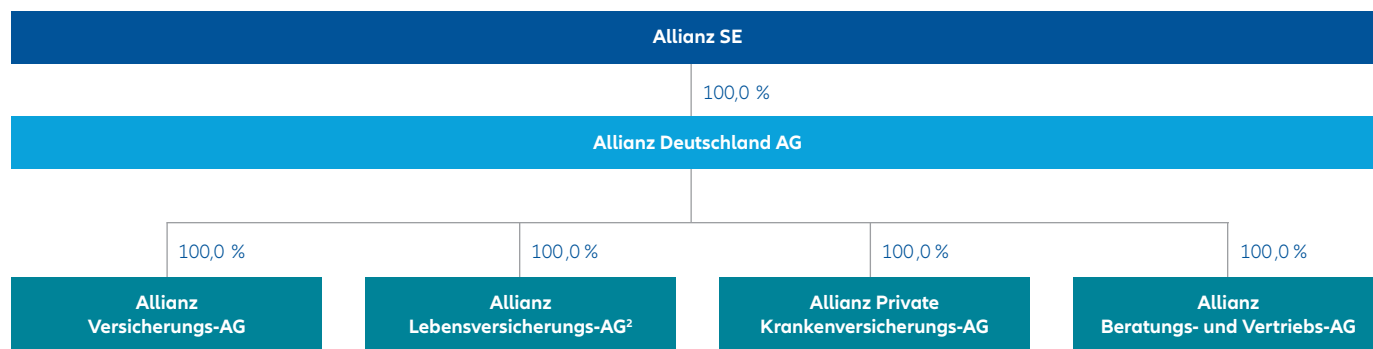 Allianz SE
100,0 %
Allianz Deutschland AG
100,0 %
100,0 %
100,0 %
100,0 %
Allianz
Versicherungs-AG
Allianz
Lebensversicherungs-AG²
Allianz Private
Krankenversicherungs-AG
Allianz
Beratungs- und Vertriebs-AG